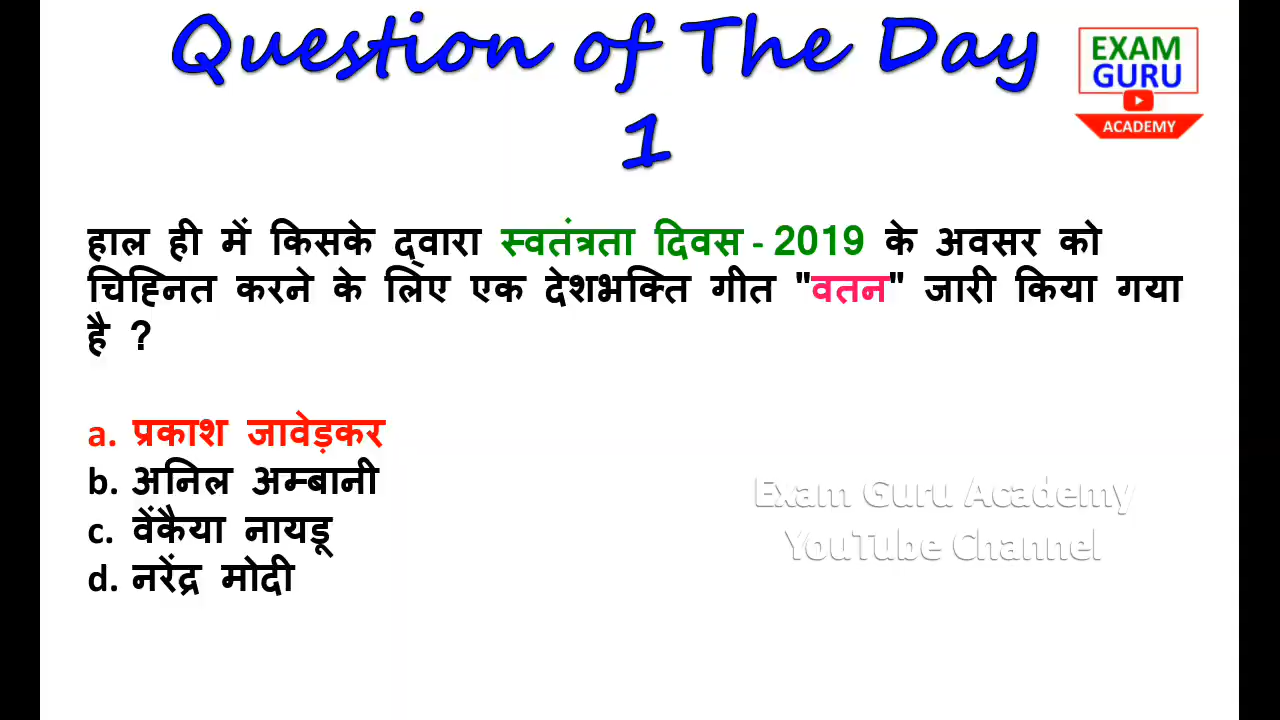 Question of The Day
1
EXAM
GURU
ACADEMY
हाल ही में किसके द्वारा स्वतंत्रता दिवस - 2019 के अवसर को
चिह्नित करने के लिए एक देशभक्ति गीत "वतन" जारी किया गया
है ?
a. प्रकाश जावेड़कर
b. अनिल अम्बानी
c. वेंकैया नायडू
d. नरेंद्र मोदी
Exam Guru Academy
YouTube Channel